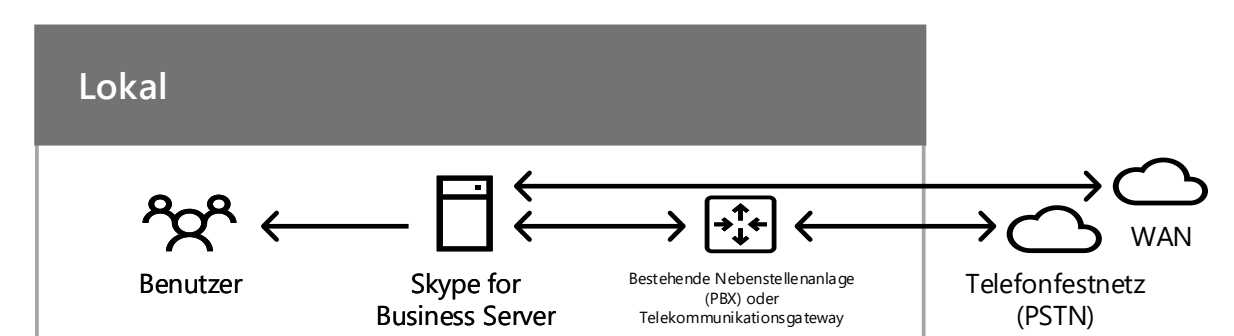 Lokal
WAN
Benutzer
Skype for
Business Server
Bestehende Nebenstellenanlage
(PBX) oder
Telekommunikationsgateway
Telefonfestnetz
(PSTN)